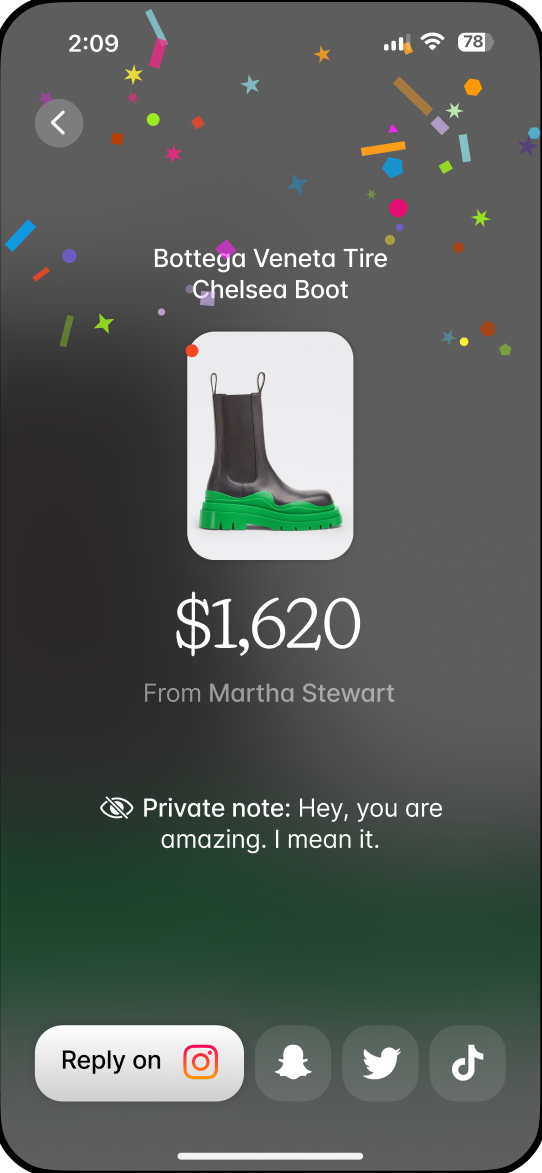 2:09
78
Bottega Veneta Tire
Chelsea Boot
$1,620
From Martha Stewart
Private note: Hey, you are
amazing. I mean it.
Reply on